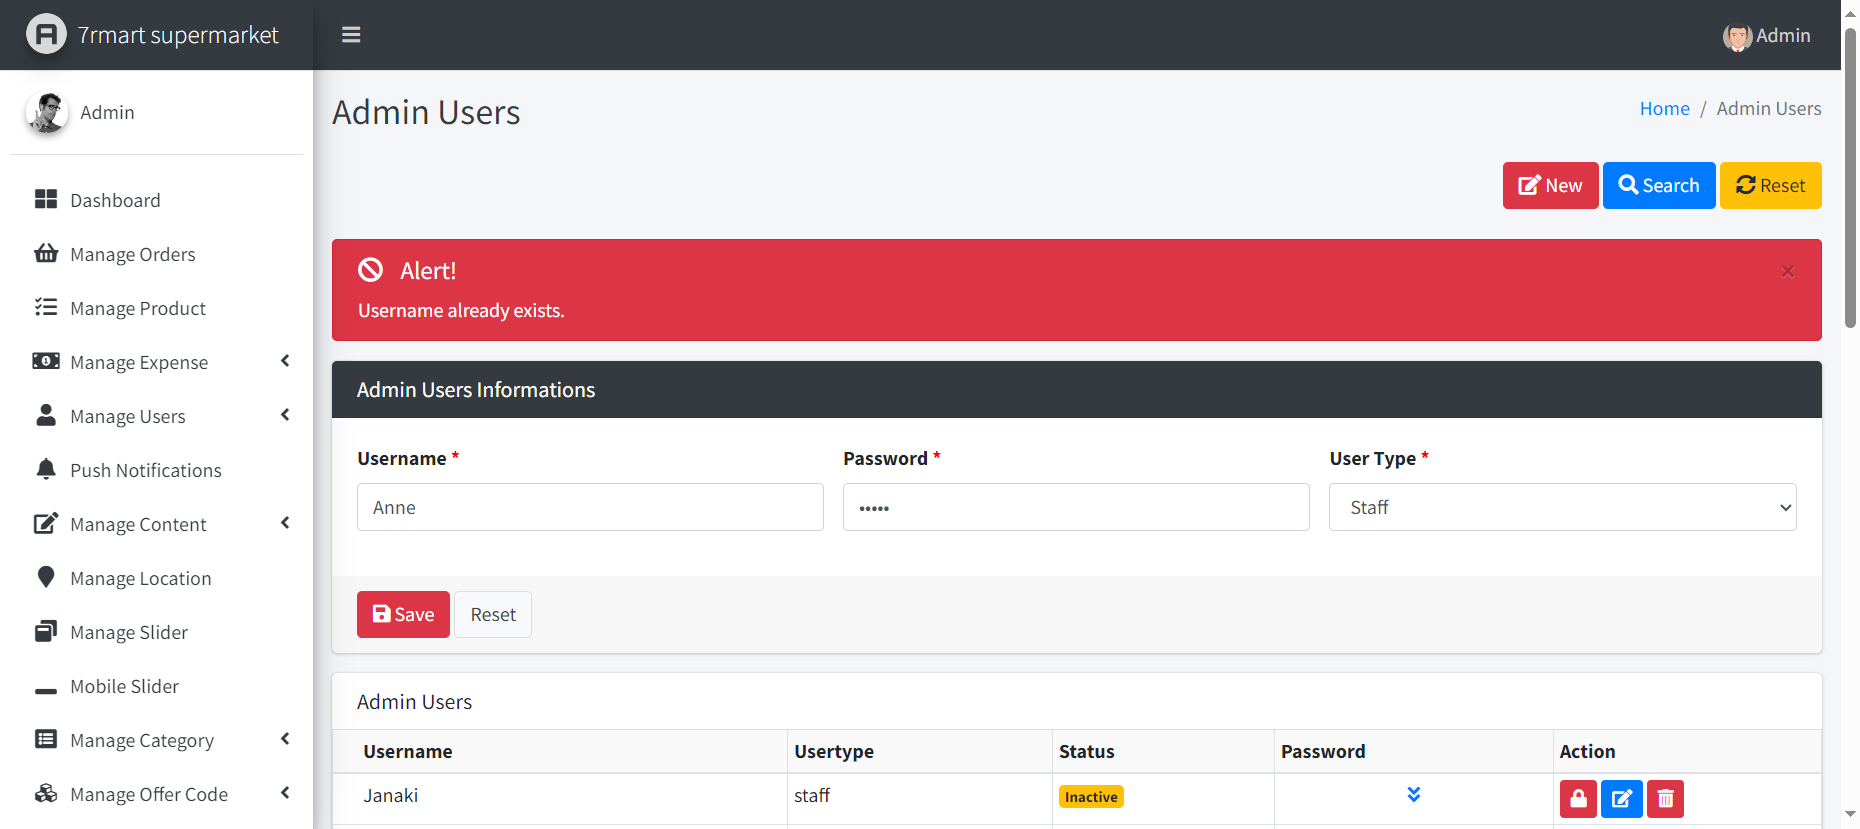 7rmart supermarket
Admin
Admin
Dashboard
Manage Orders
Manage Product
Manage Expense
Manage Users
Push Notifications
Manage Content
Manage Location
Manage Slider
Mobile Slider
Manage Category
Manage Offer Code
Admin Users
Home / Admin Users
New Search Reset
Alert!
×
Username already exists.
Admin Users Informations
Username * Password * User Type *
Anne ••••• Staff
Save Reset
Admin Users
Username Usertype Status Password Action
Janaki staff Inactive